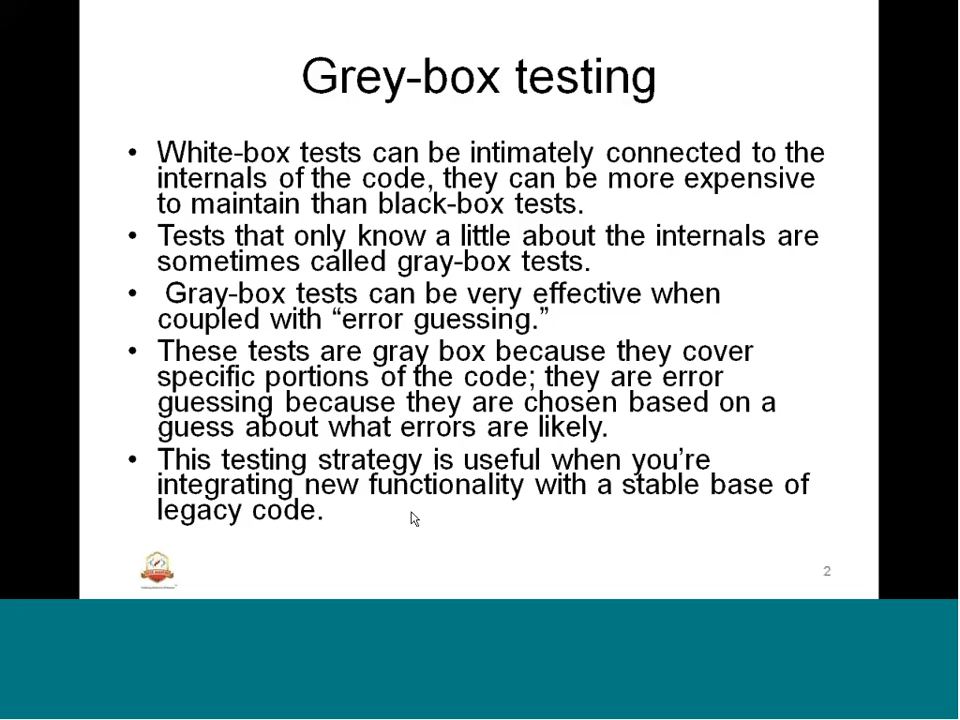 Grey-box testing
• White-box tests can be intimately connected to the
internals of the code, they can be more expensive
to maintain than black-box tests.
• Tests that only know a little about the internals are
sometimes called gray-box tests.
• Gray-box tests can be very effective when
coupled with “error guessing.”
• These tests are gray box because they cover
specific portions of the code; they are error
guessing because they are chosen based on a
guess about what errors are likely.
• This testing strategy is useful when you’re
integrating new functionality with a stable base of
legacy code.
2